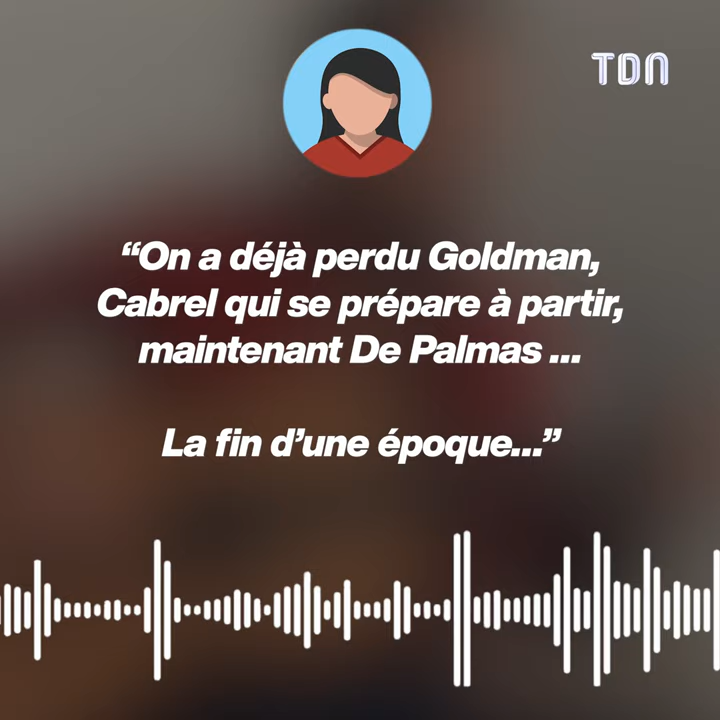 TDN
“On a déjà perdu Goldman,
Cabrel qui se prépare à partir,
maintenant De Palmas ...
La fin d’une époque...”